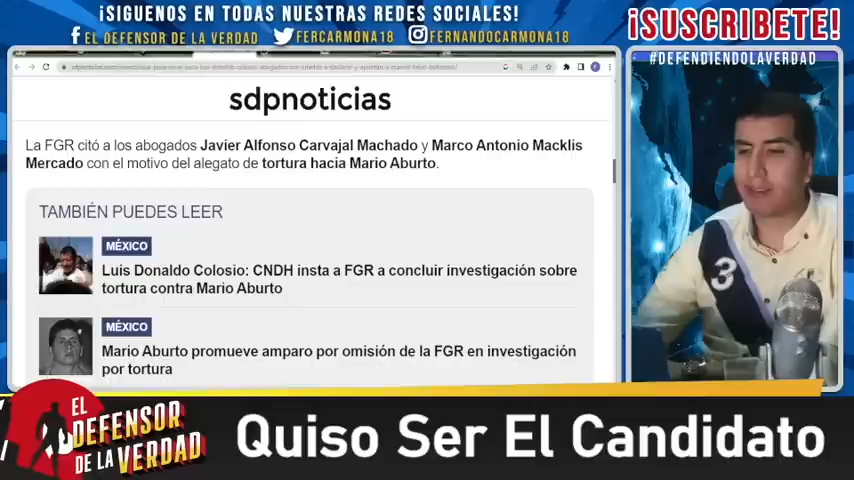 ¡SIGUENOS EN TODAS NUESTRAS REDES SOCIALES!
EL DEFENSOR DE LA VERDAD FERCARMONA18 FERNANDOCARMONA18
¡SUSCRIBETE!
#DEFENDIENDOLAVERDAD
sdpnoticias
La FGR citó a los abogados Javier Alfonso Carvajal Machado y Marco Antonio Macklis
Mercado con el motivo del alegato de tortura hacia Mario Aburto.
TAMBIÉN PUEDES LEER
MÉXICO
Luis Donaldo Colosio: CNDH insta a FGR a concluir investigación sobre
tortura contra Mario Aburto
MÉXICO
Mario Aburto promueve amparo por omisión de la FGR en investigación
por tortura
3
EL
DEFENSOR
DE LA VERDAD
Quiso Ser El Candidato